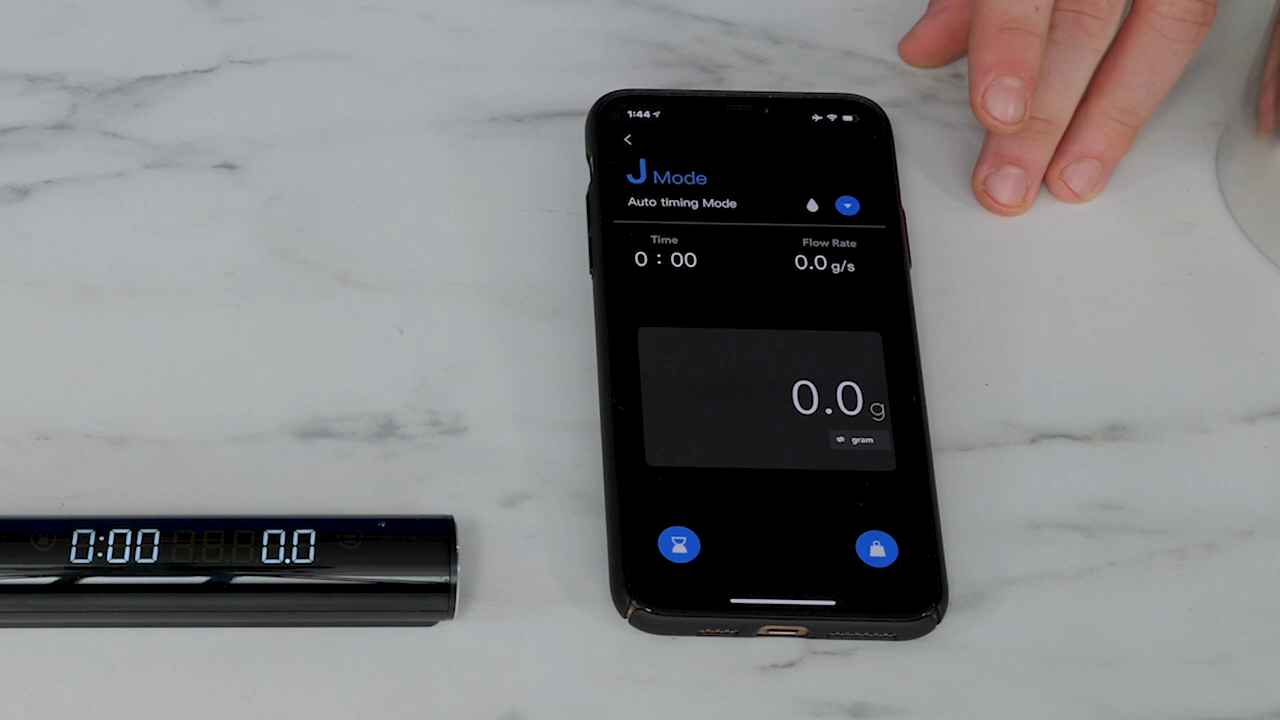 1:44
J Mode
Auto timing Mode
Time
Flow Rate
0 : 00
0.0 g/s
0.0 g
gram
0:00 0.0